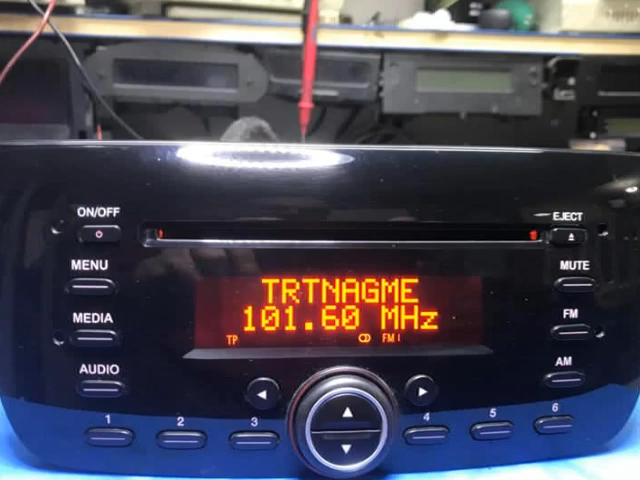 ON/OFF
EJECT
MENU
MUTE
TRTNAGME
101.60 MHz
TP FM I
MEDIA
FM
AUDIO
AM
1 2 3 4 5 6